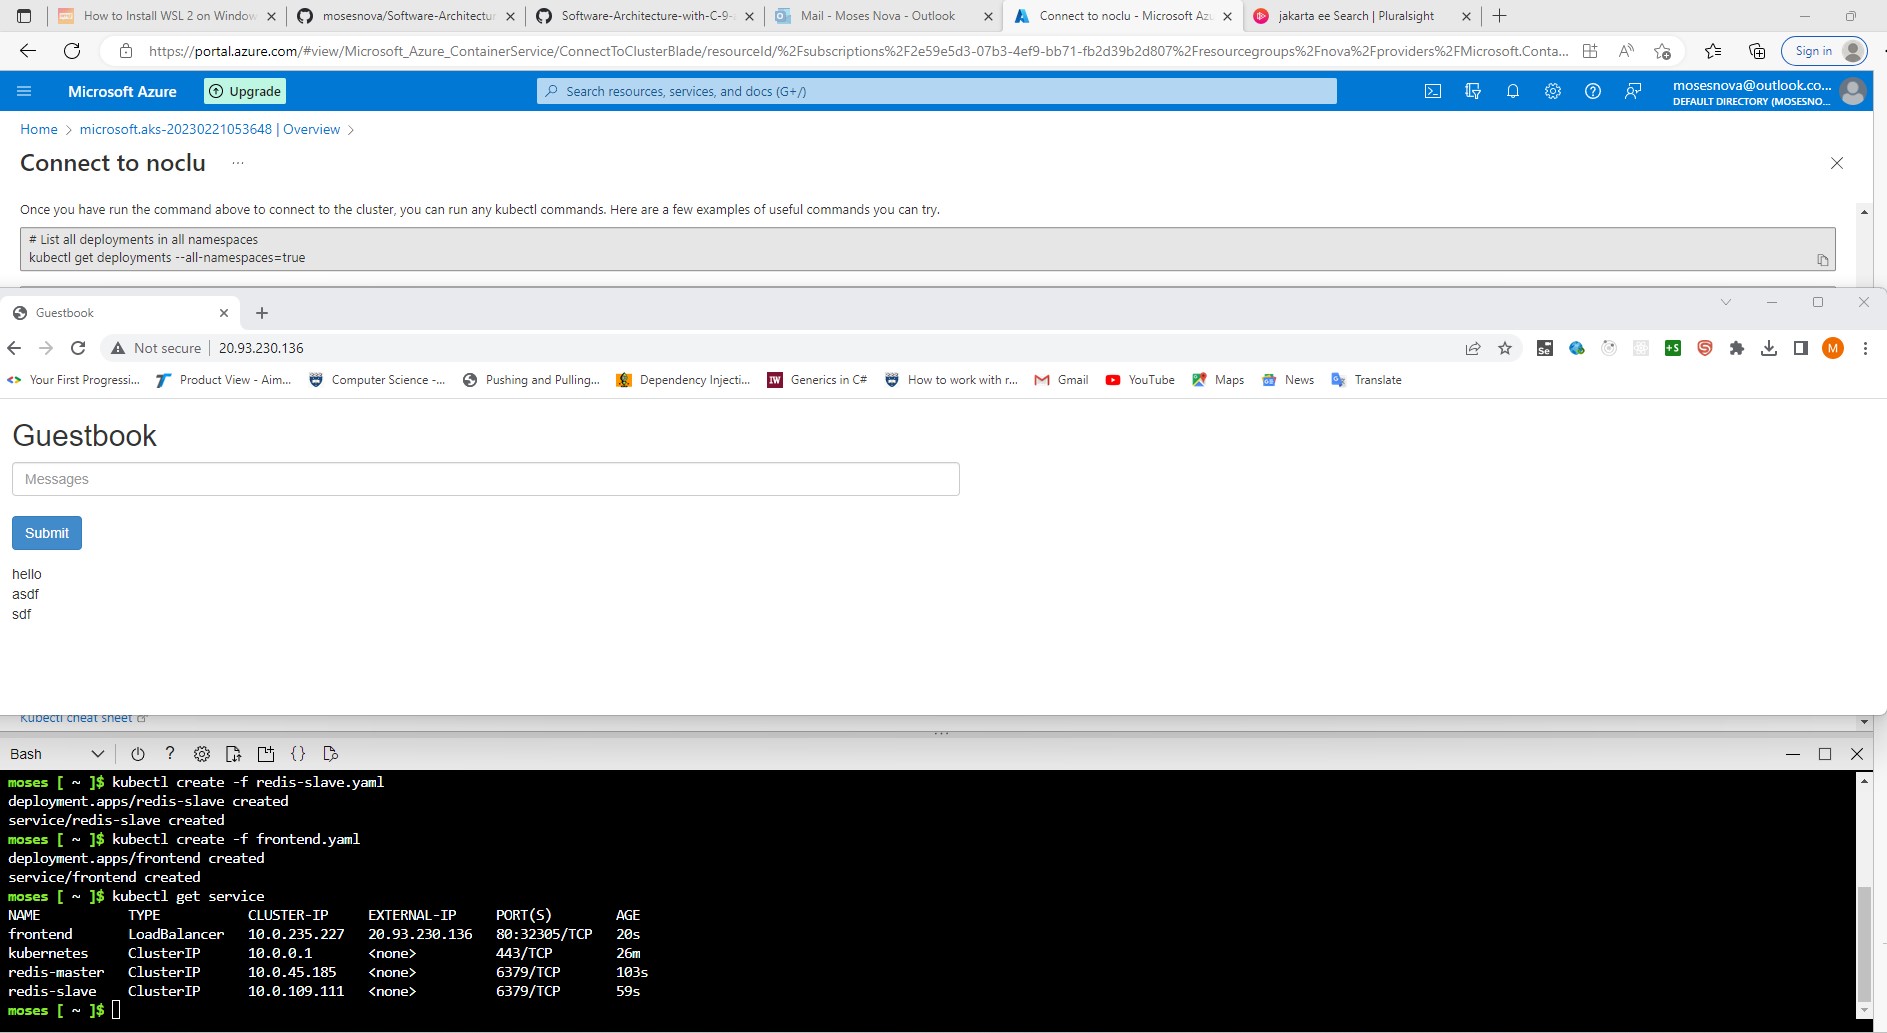 How to Install WSL 2 on Window
mosesnova/Software-Architectur
Software-Architecture-with-C-9-
Mail - Moses Nova - Outlook
Connect to noclu - Microsoft Azu
jakarta ee Search | Pluralsight
https://portal.azure.com/#view/Microsoft_Azure_ContainerService/ConnectToClusterBlade/resourceId/%2Fsubscriptions%2F2e59e5d3-07b3-4ef9-bb71-fb2d39b2d807%2Fresourcegroups%2Fnova%2Fproviders%2FMicrosoft.Conta...
Sign in
Microsoft Azure
Upgrade
Search resources, services, and docs (G+/)
mosesnova@outlook.co...
DEFAULT DIRECTORY (MOSESNO...
Home > microsoft.aks-20230221053648 | Overview >
Connect to noclu ...
Once you have run the command above to connect to the cluster, you can run any kubectl commands. Here are a few examples of useful commands you can try.
# List all deployments in all namespaces
kubectl get deployments --all-namespaces=true
Guestbook
Not secure | 20.93.230.136
M
Your First Progressi...
Product View - Aim...
Computer Science -...
Pushing and Pulling...
Dependency Injecti...
IW Generics in C#
How to work with r...
Gmail
YouTube
Maps
News
Translate
Guestbook
Messages
Submit
hello
asdf
sdf
Kubectl cheat sheet
Bash
moses [ ~ ]$ kubectl create -f redis-slave.yaml
deployment.apps/redis-slave created
service/redis-slave created
moses [ ~ ]$ kubectl create -f frontend.yaml
deployment.apps/frontend created
service/frontend created
moses [ ~ ]$ kubectl get service
NAME TYPE CLUSTER-IP EXTERNAL-IP PORT(S) AGE
frontend LoadBalancer 10.0.235.227 20.93.230.136 80:32305/TCP 20s
kubernetes ClusterIP 10.0.0.1 <none> 443/TCP 26m
redis-master ClusterIP 10.0.45.185 <none> 6379/TCP 103s
redis-slave ClusterIP 10.0.109.111 <none> 6379/TCP 59s
moses [ ~ ]$